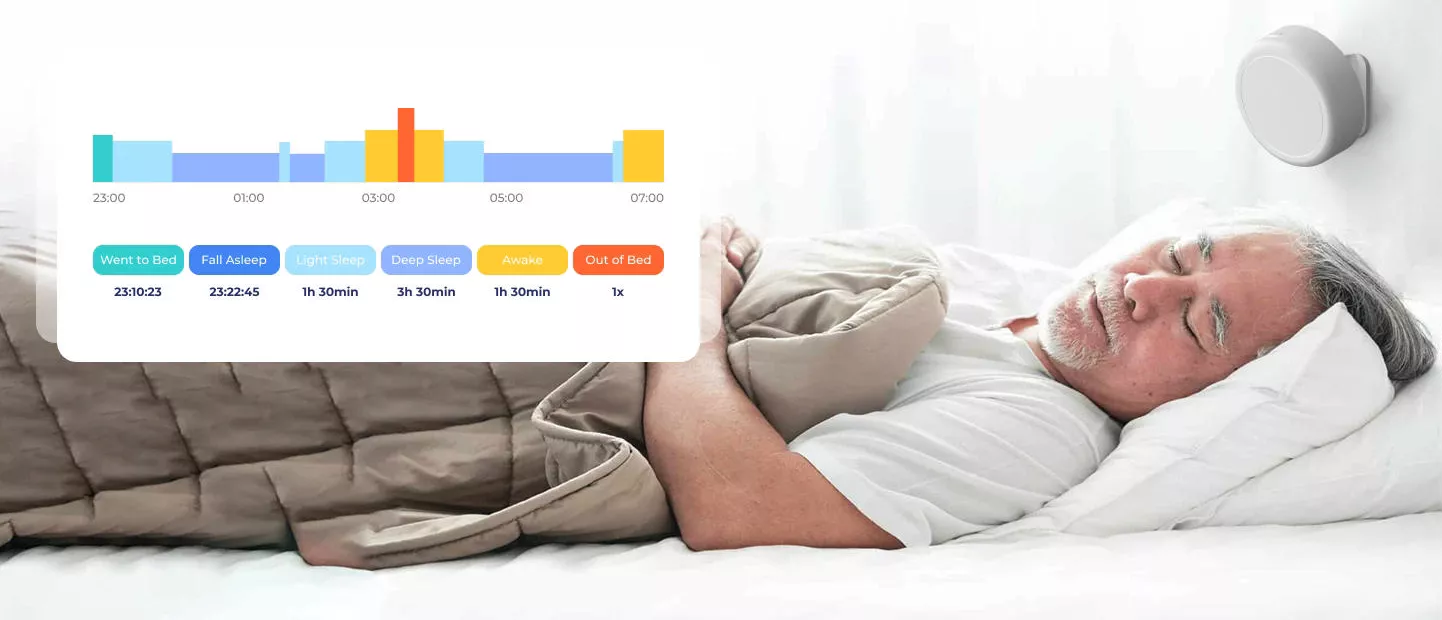 23:00 01:00 03:00 05:00 07:00
Went to Bed Fall Asleep Light Sleep Deep Sleep Awake Out of Bed
23:10:23 23:22:45 1h 30min 3h 30min 1h 30min 1x